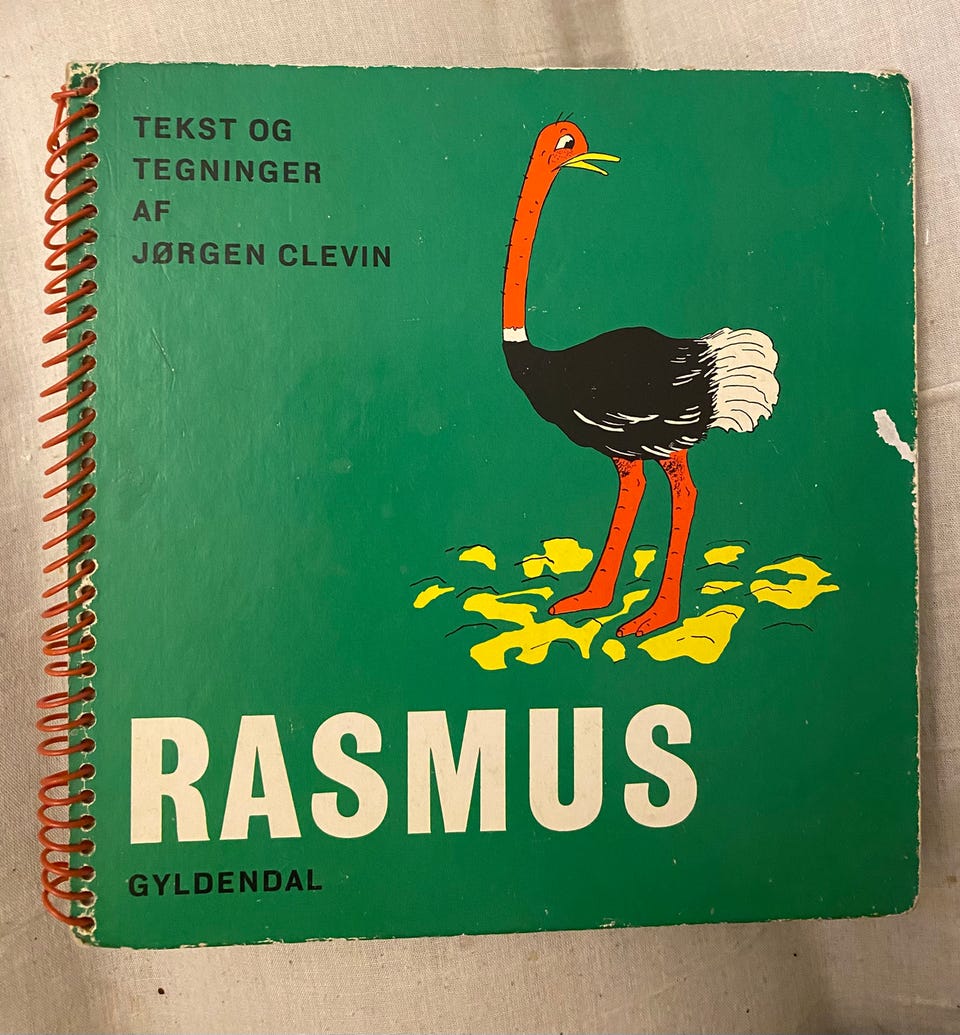 TEKST OG
TEGNINGER
AF
JØRGEN CLEVIN
RASMUS
GYLDENDAL